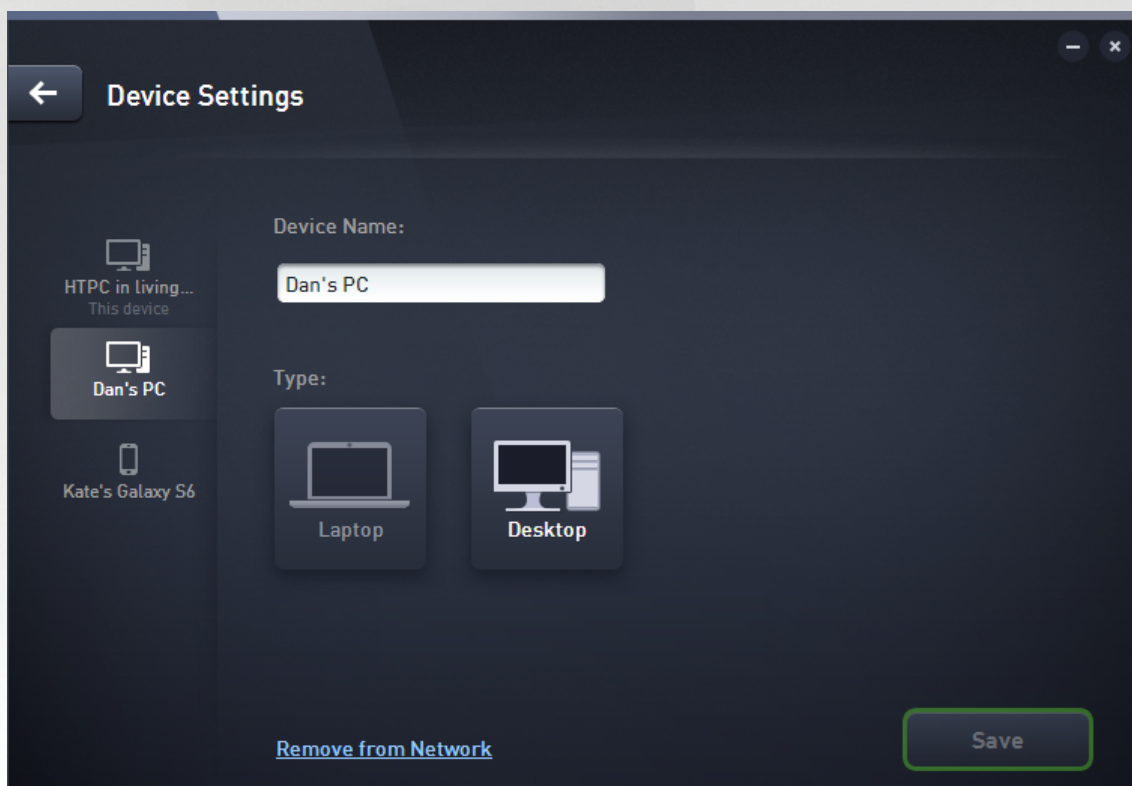 Device Settings
HTPC in living...
This device
Dan's PC
Kate's Galaxy S6
Device Name:
Dan's PC
Type:
Laptop
Desktop
Remove from Network
Save